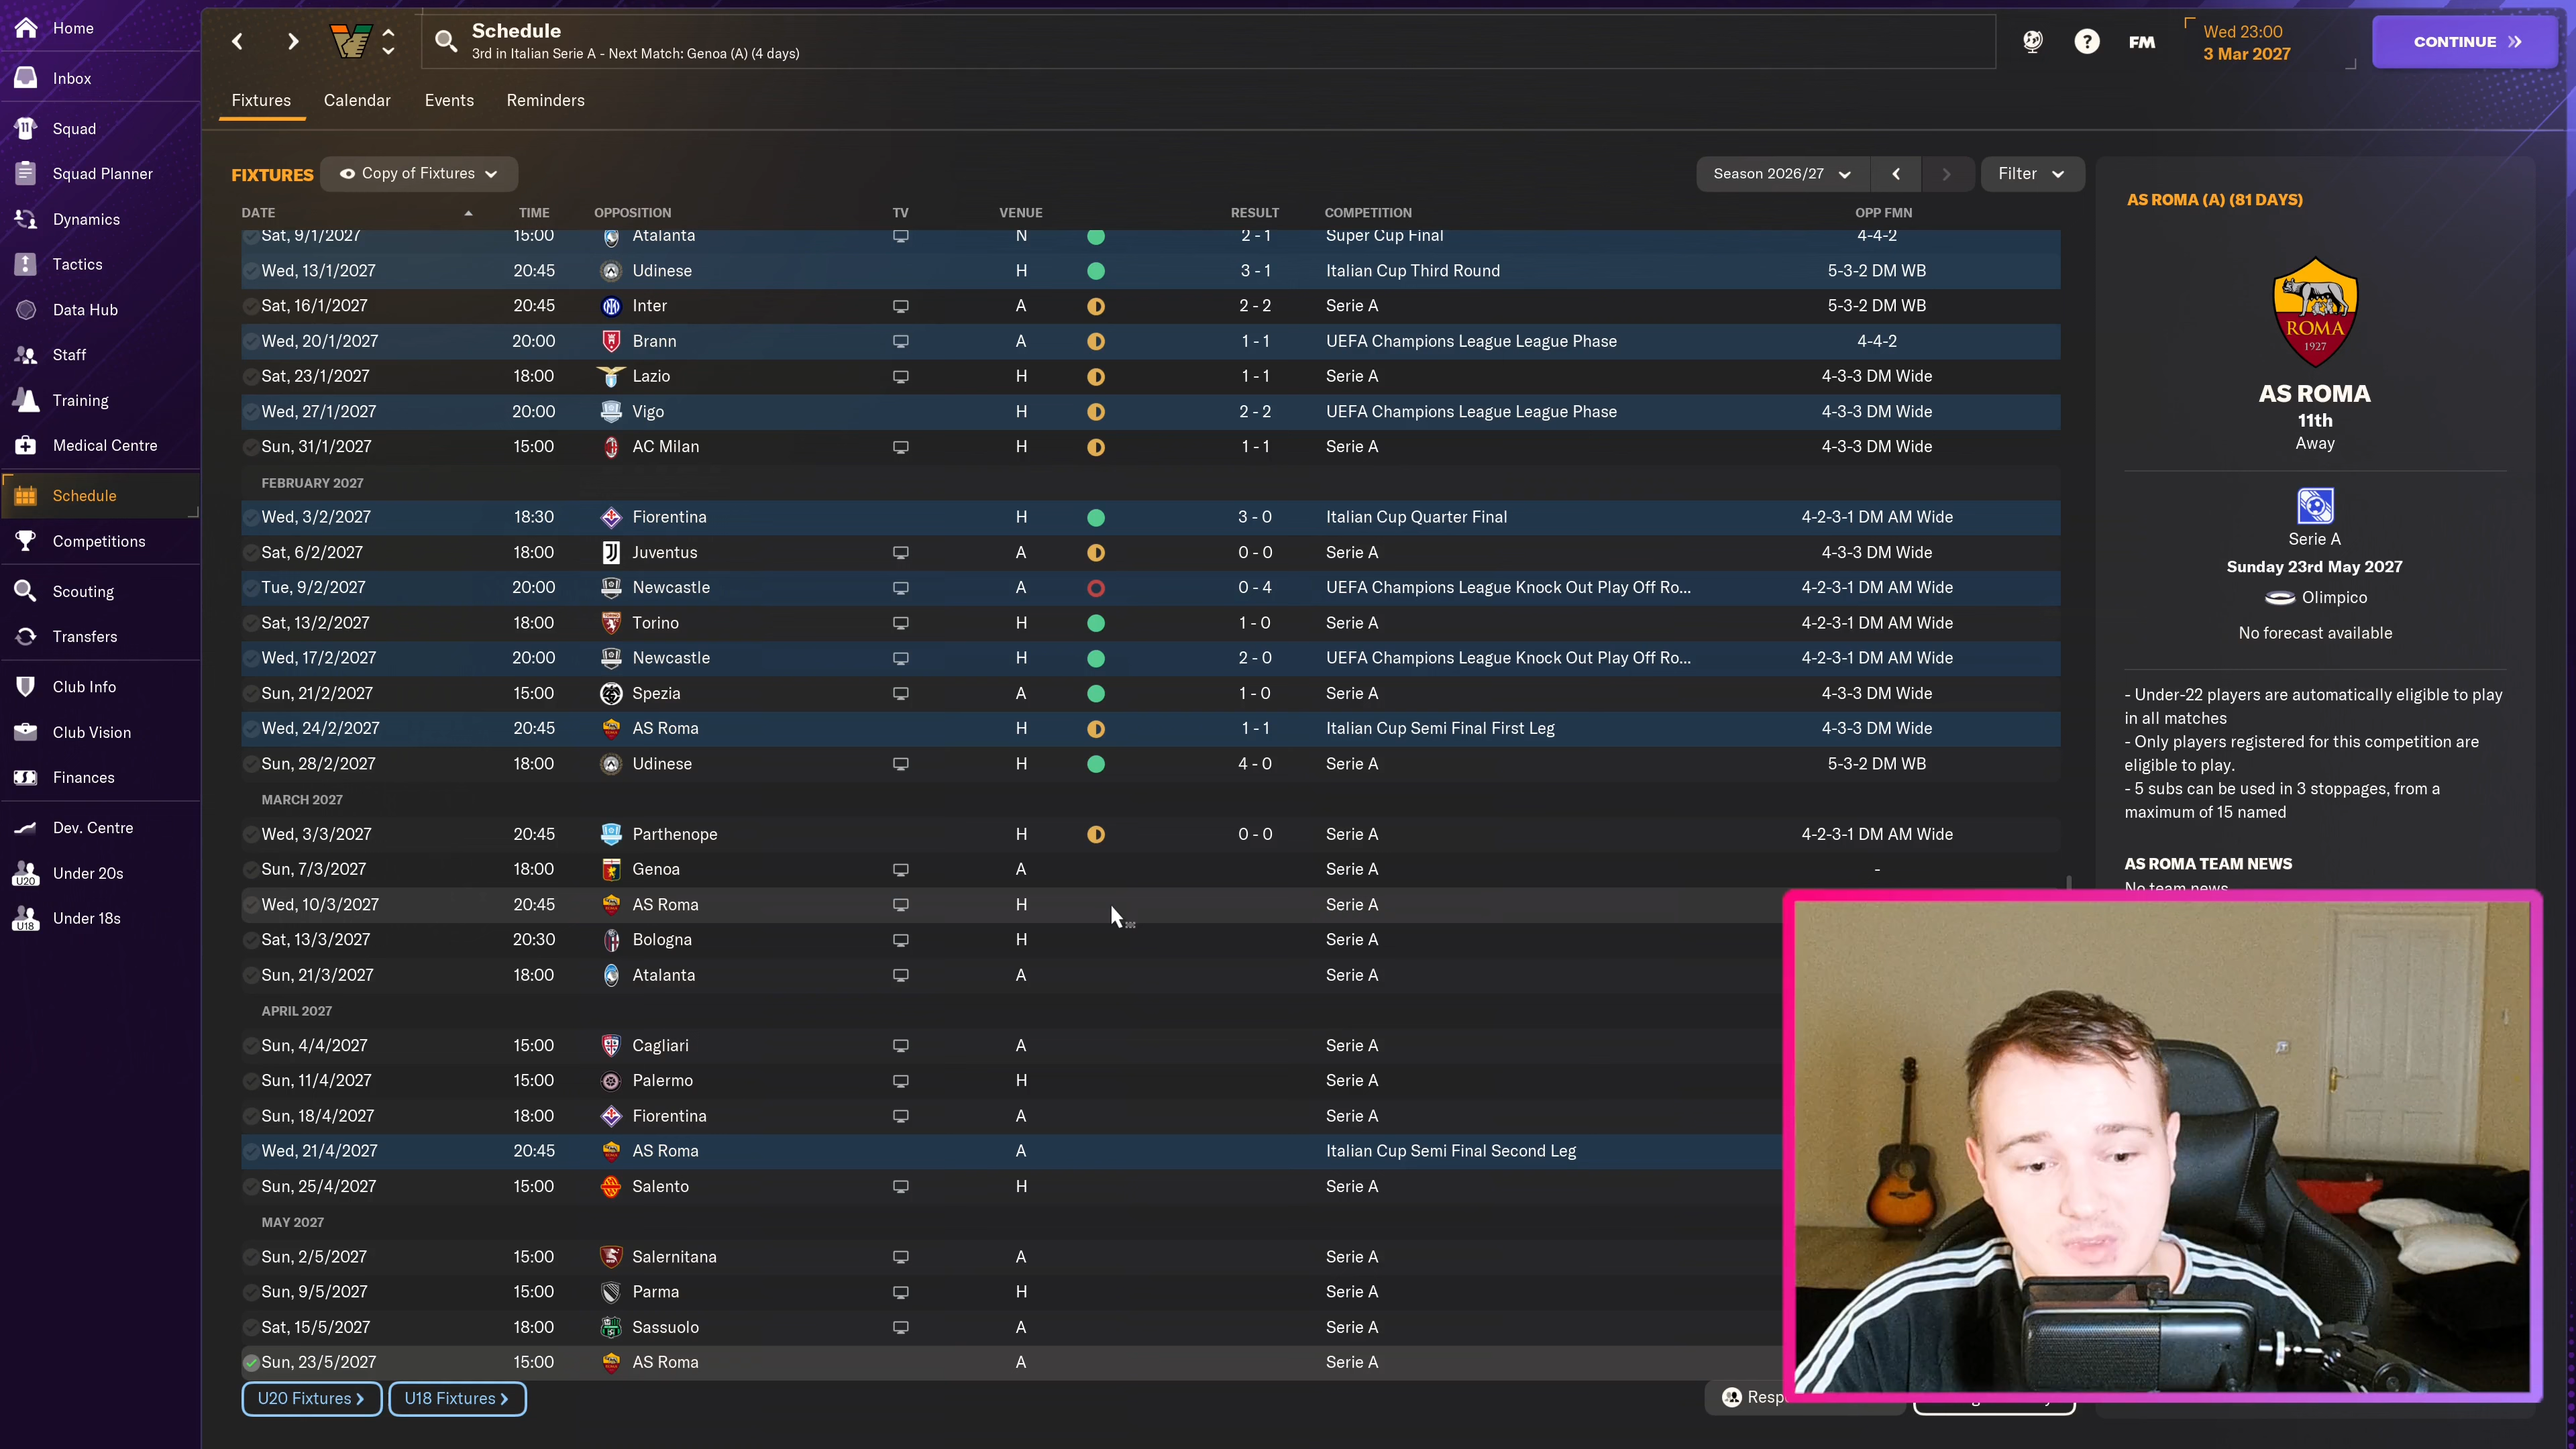 Home
Inbox
Squad
Squad Planner
Dynamics
Tactics
Data Hub
Staff
Training
Medical Centre
Schedule
Competitions
Scouting
Transfers
Club Info
Club Vision
Finances
Dev. Centre
U20 Under 20s
U18 Under 18s
Schedule
3rd in Italian Serie A - Next Match: Genoa (A) (4 days)
FM
Wed 23:00
3 Mar 2027
CONTINUE
Fixtures Calendar Events Reminders
FIXTURES Copy of Fixtures Season 2026/27 Filter
DATE TIME OPPOSITION TV VENUE RESULT COMPETITION OPP FMN
Sat, 9/1/2027 15:00 Atalanta N 2 - 1 Super Cup Final 4-4-2
Wed, 13/1/2027 20:45 Udinese H 3 - 1 Italian Cup Third Round 5-3-2 DM WB
Sat, 16/1/2027 20:45 Inter A 2 - 2 Serie A 5-3-2 DM WB
Wed, 20/1/2027 20:00 Brann A 1 - 1 UEFA Champions League League Phase 4-4-2
Sat, 23/1/2027 18:00 Lazio H 1 - 1 Serie A 4-3-3 DM Wide
Wed, 27/1/2027 20:00 Vigo H 2 - 2 UEFA Champions League League Phase 4-3-3 DM Wide
Sun, 31/1/2027 15:00 AC Milan H 1 - 1 Serie A 4-3-3 DM Wide
FEBRUARY 2027
Wed, 3/2/2027 18:30 Fiorentina H 3 - 0 Italian Cup Quarter Final 4-2-3-1 DM AM Wide
Sat, 6/2/2027 18:00 Juventus A 0 - 0 Serie A 4-3-3 DM Wide
Tue, 9/2/2027 20:00 Newcastle A 0 - 4 UEFA Champions League Knock Out Play Off Ro... 4-2-3-1 DM AM Wide
Sat, 13/2/2027 18:00 Torino H 1 - 0 Serie A 4-2-3-1 DM AM Wide
Wed, 17/2/2027 20:00 Newcastle H 2 - 0 UEFA Champions League Knock Out Play Off Ro... 4-2-3-1 DM AM Wide
Sun, 21/2/2027 15:00 Spezia A 1 - 0 Serie A 4-3-3 DM Wide
Wed, 24/2/2027 20:45 AS Roma H 1 - 1 Italian Cup Semi Final First Leg 4-3-3 DM Wide
Sun, 28/2/2027 18:00 Udinese H 4 - 0 Serie A 5-3-2 DM WB
MARCH 2027
Wed, 3/3/2027 20:45 Parthenope H 0 - 0 Serie A 4-2-3-1 DM AM Wide
Sun, 7/3/2027 18:00 Genoa A Serie A -
Wed, 10/3/2027 20:45 AS Roma H Serie A
Sat, 13/3/2027 20:30 Bologna H Serie A
Sun, 21/3/2027 18:00 Atalanta A Serie A
APRIL 2027
Sun, 4/4/2027 15:00 Cagliari A Serie A
Sun, 11/4/2027 15:00 Palermo H Serie A
Sun, 18/4/2027 18:00 Fiorentina A Serie A
Wed, 21/4/2027 20:45 AS Roma A Italian Cup Semi Final Second Leg
Sun, 25/4/2027 15:00 Salento H Serie A
MAY 2027
Sun, 2/5/2027 15:00 Salernitana A Serie A
Sun, 9/5/2027 15:00 Parma H Serie A
Sat, 15/5/2027 18:00 Sassuolo A Serie A
Sun, 23/5/2027 15:00 AS Roma A Serie A
U20 Fixtures U18 Fixtures
AS ROMA (A) (81 DAYS)
ROMA
1927
AS ROMA
11th
Away
Serie A
Sunday 23rd May 2027
Olimpico
No forecast available
- Under-22 players are automatically eligible to play
in all matches
- Only players registered for this competition are
eligible to play.
- 5 subs can be used in 3 stoppages, from a
maximum of 15 named
AS ROMA TEAM NEWS
No team news